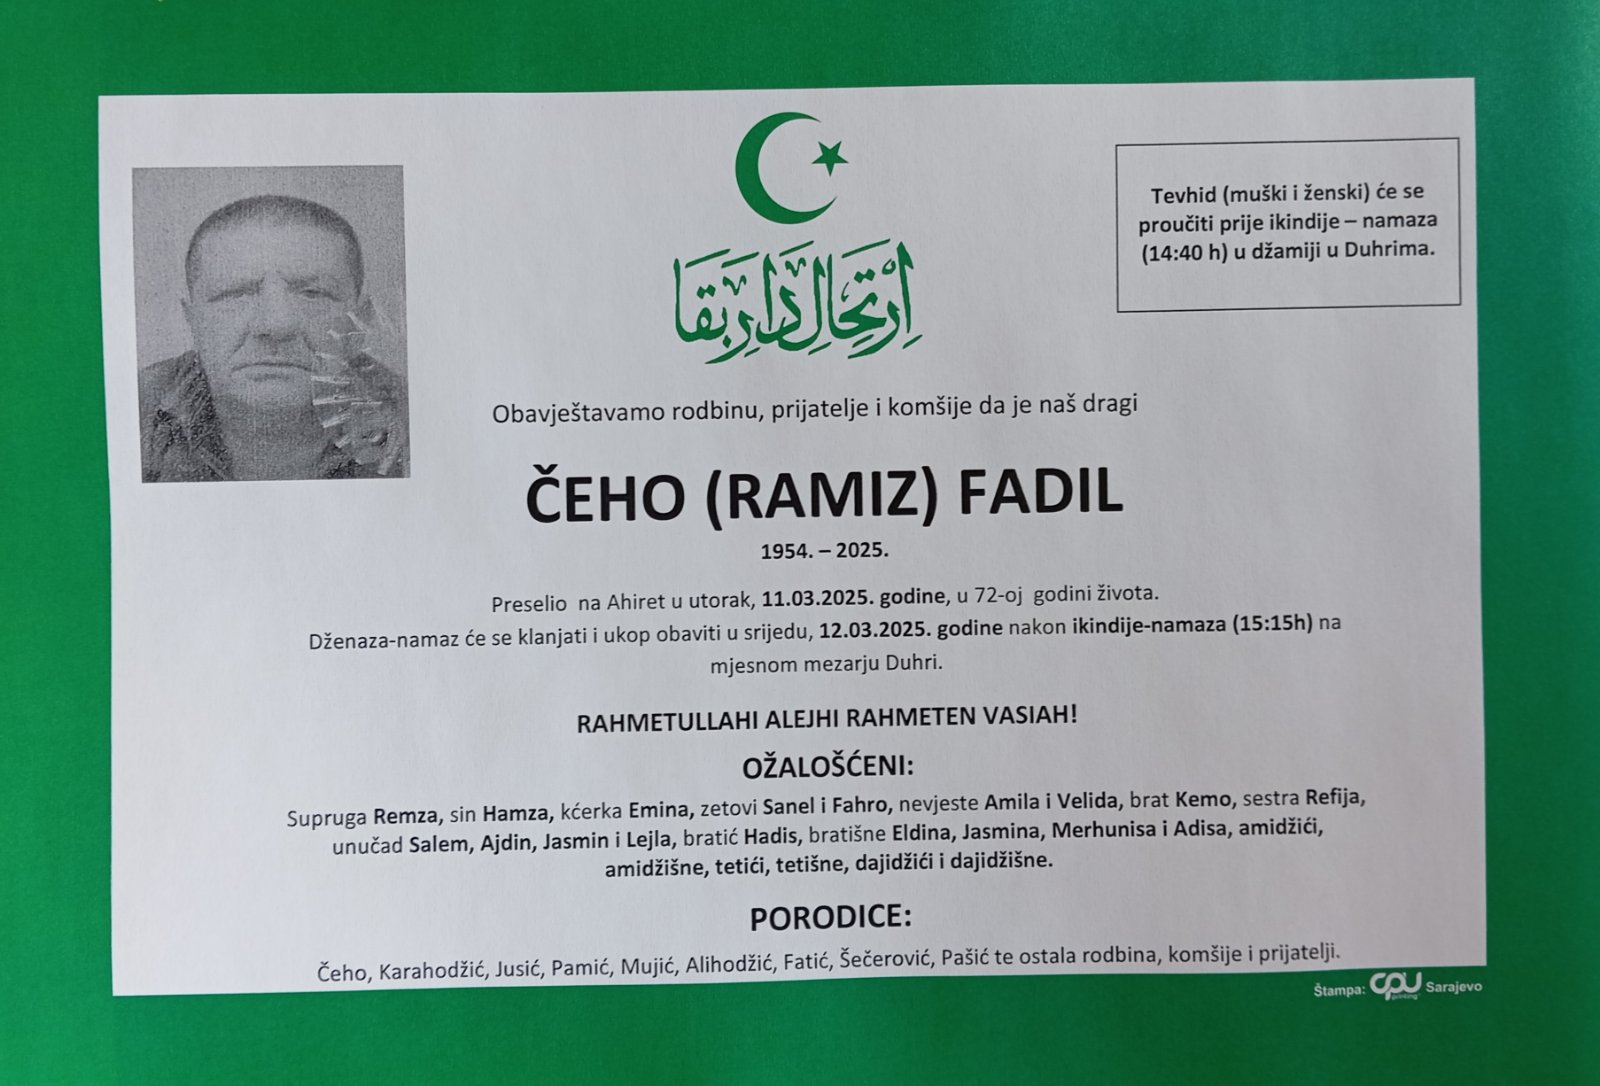 اِرْتِحَالِ دَارِ بَقَا
Tevhid (muški i ženski) će se
proučiti prije ikindije – namaza
(14:40 h) u džamiji u Duhrima.
Obavještavamo rodbinu, prijatelje i komšije da je naš dragi
ČEHO (RAMIZ) FADIL
1954. – 2025.
Preselio na Ahiret u utorak, 11.03.2025. godine, u 72-oj godini života.
Dženaza-namaz će se klanjati i ukop obaviti u srijedu, 12.03.2025. godine nakon ikindije-namaza (15:15h) na
mjesnom mezarju Duhri.
RAHMETULLAHI ALEJHI RAHMETEN VASIAH!
OŽALOŠĆENI:
Supruga Remza, sin Hamza, kćerka Emina, zetovi Sanel i Fahro, nevjeste Amila i Velida, brat Kemo, sestra Refija,
unučad Salem, Ajdin, Jasmin i Lejla, bratić Hadis, bratišne Eldina, Jasmina, Merhunisa i Adisa, amidžići,
amidžišne, tetići, tetišne, dajidžići i dajidžišne.
PORODICE:
Čeho, Karahodžić, Jusić, Pamić, Mujić, Alihodžić, Fatić, Šečerović, Pašić te ostala rodbina, komšije i prijatelji.
Štampa: CPU printing Sarajevo